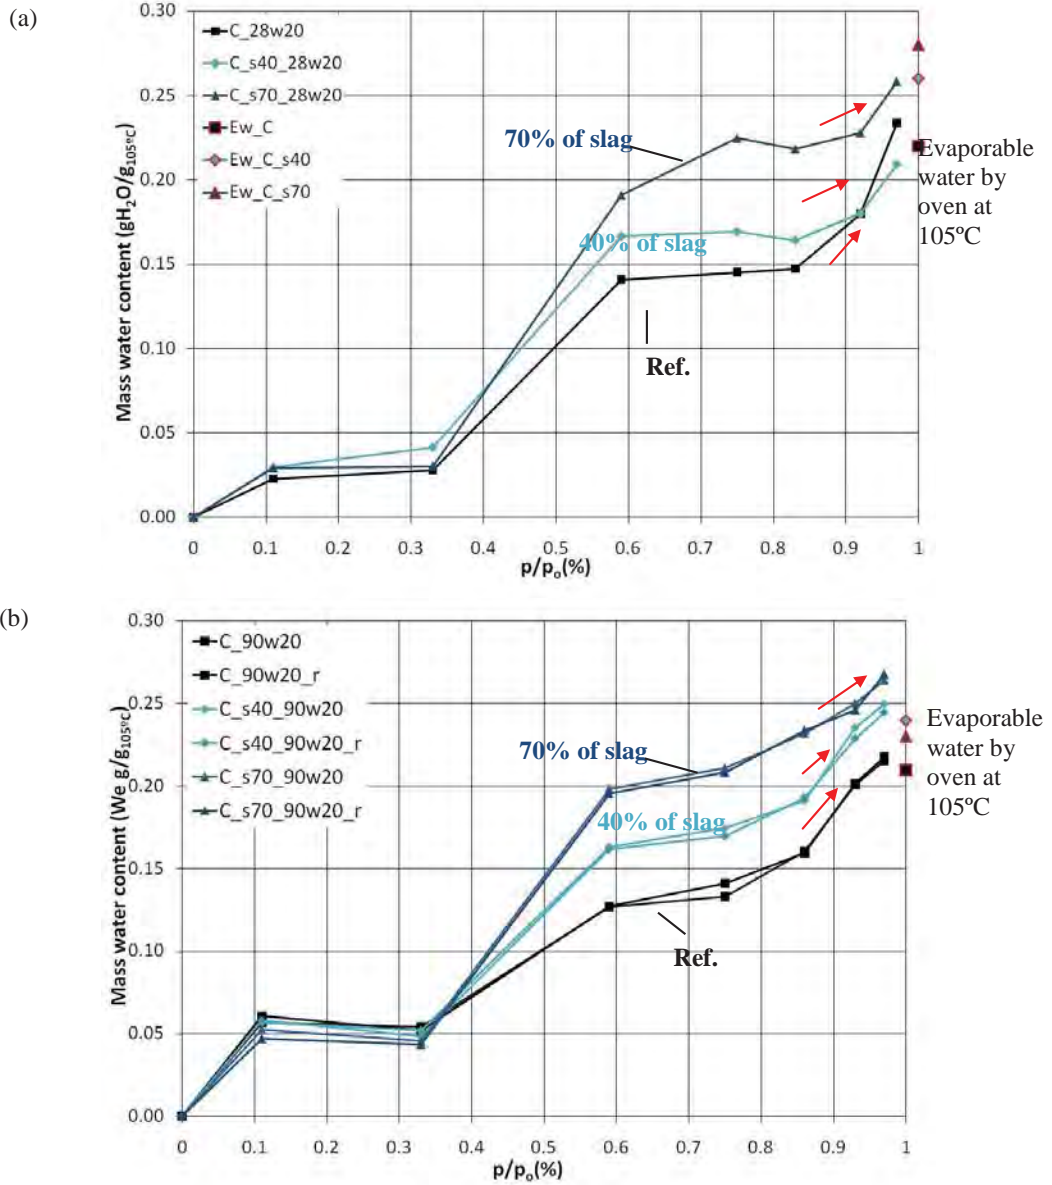 (a)
0.30
0.25
0.20
0.15
0.10
0.05
0.00
Mass water content (gH₂O/g₁₀₅ₒC)
C_28w20
C_s40_28w20
C_s70_28w20
Ew_C
Ew_C_s40
Ew_C_s70
70% of slag
40% of slag
Ref.
Evaporable
water by
oven at
105ºC
0 0.1 0.2 0.3 0.4 0.5 0.6 0.7 0.8 0.9 1
p/pₒ(%)
(b)
0.30
0.25
0.20
0.15
0.10
0.05
0.00
Mass water content (We g/g₁₀₅ₒC)
C_90w20
C_90w20_r
C_s40_90w20
C_s40_90w20_r
C_s70_90w20
C_s70_90w20_r
70% of slag
40% of slag
Ref.
Evaporable
water by
oven at
105ºC
0 0.1 0.2 0.3 0.4 0.5 0.6 0.7 0.8 0.9 1
p/pₒ(%)